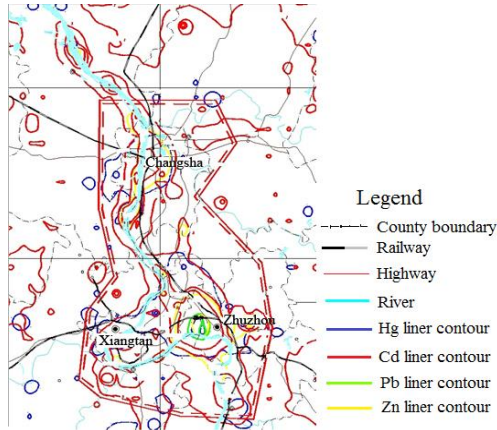 Changsha
Zhuzhon
Xiangtan
Legend
County boundary
Railway
Highway
River
Hg liner contour
Cd liner contour
Pb liner contour
Zn liner contour